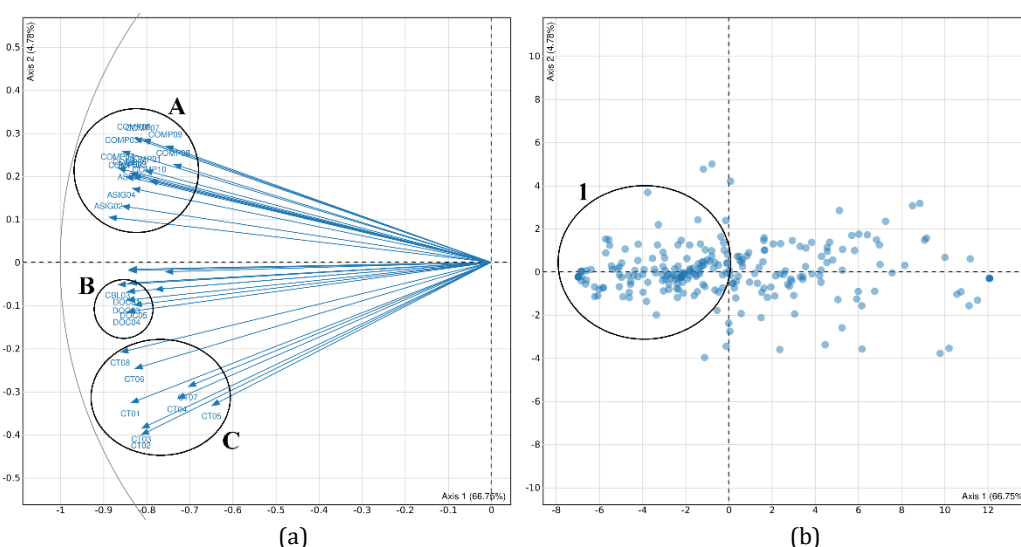 Axis 2 (4.78%)
0.5
0.4
0.3
0.2
0.1
0
-0.1
-0.2
-0.3
-0.4
-0.5
A
COMP07
COMP09
COMP03
COMP08
COMP01
COMP10
ASIG04
ASIG02
B
CBL03
DOC05
DOC04
CT08
CT06
CT07
CT04
CT01
CT05
CT03
CT02
C
Axis 1 (66.75%)
-1 -0.9 -0.8 -0.7 -0.6 -0.5 -0.4 -0.3 -0.2 -0.1 0
(a)
Axis 2 (4.78%)
10
8
6
4
2
0
-2
-4
-6
-8
-10
1
Axis 1 (66.75%)
-8 -6 -4 -2 0 2 4 6 8 10 12
(b)